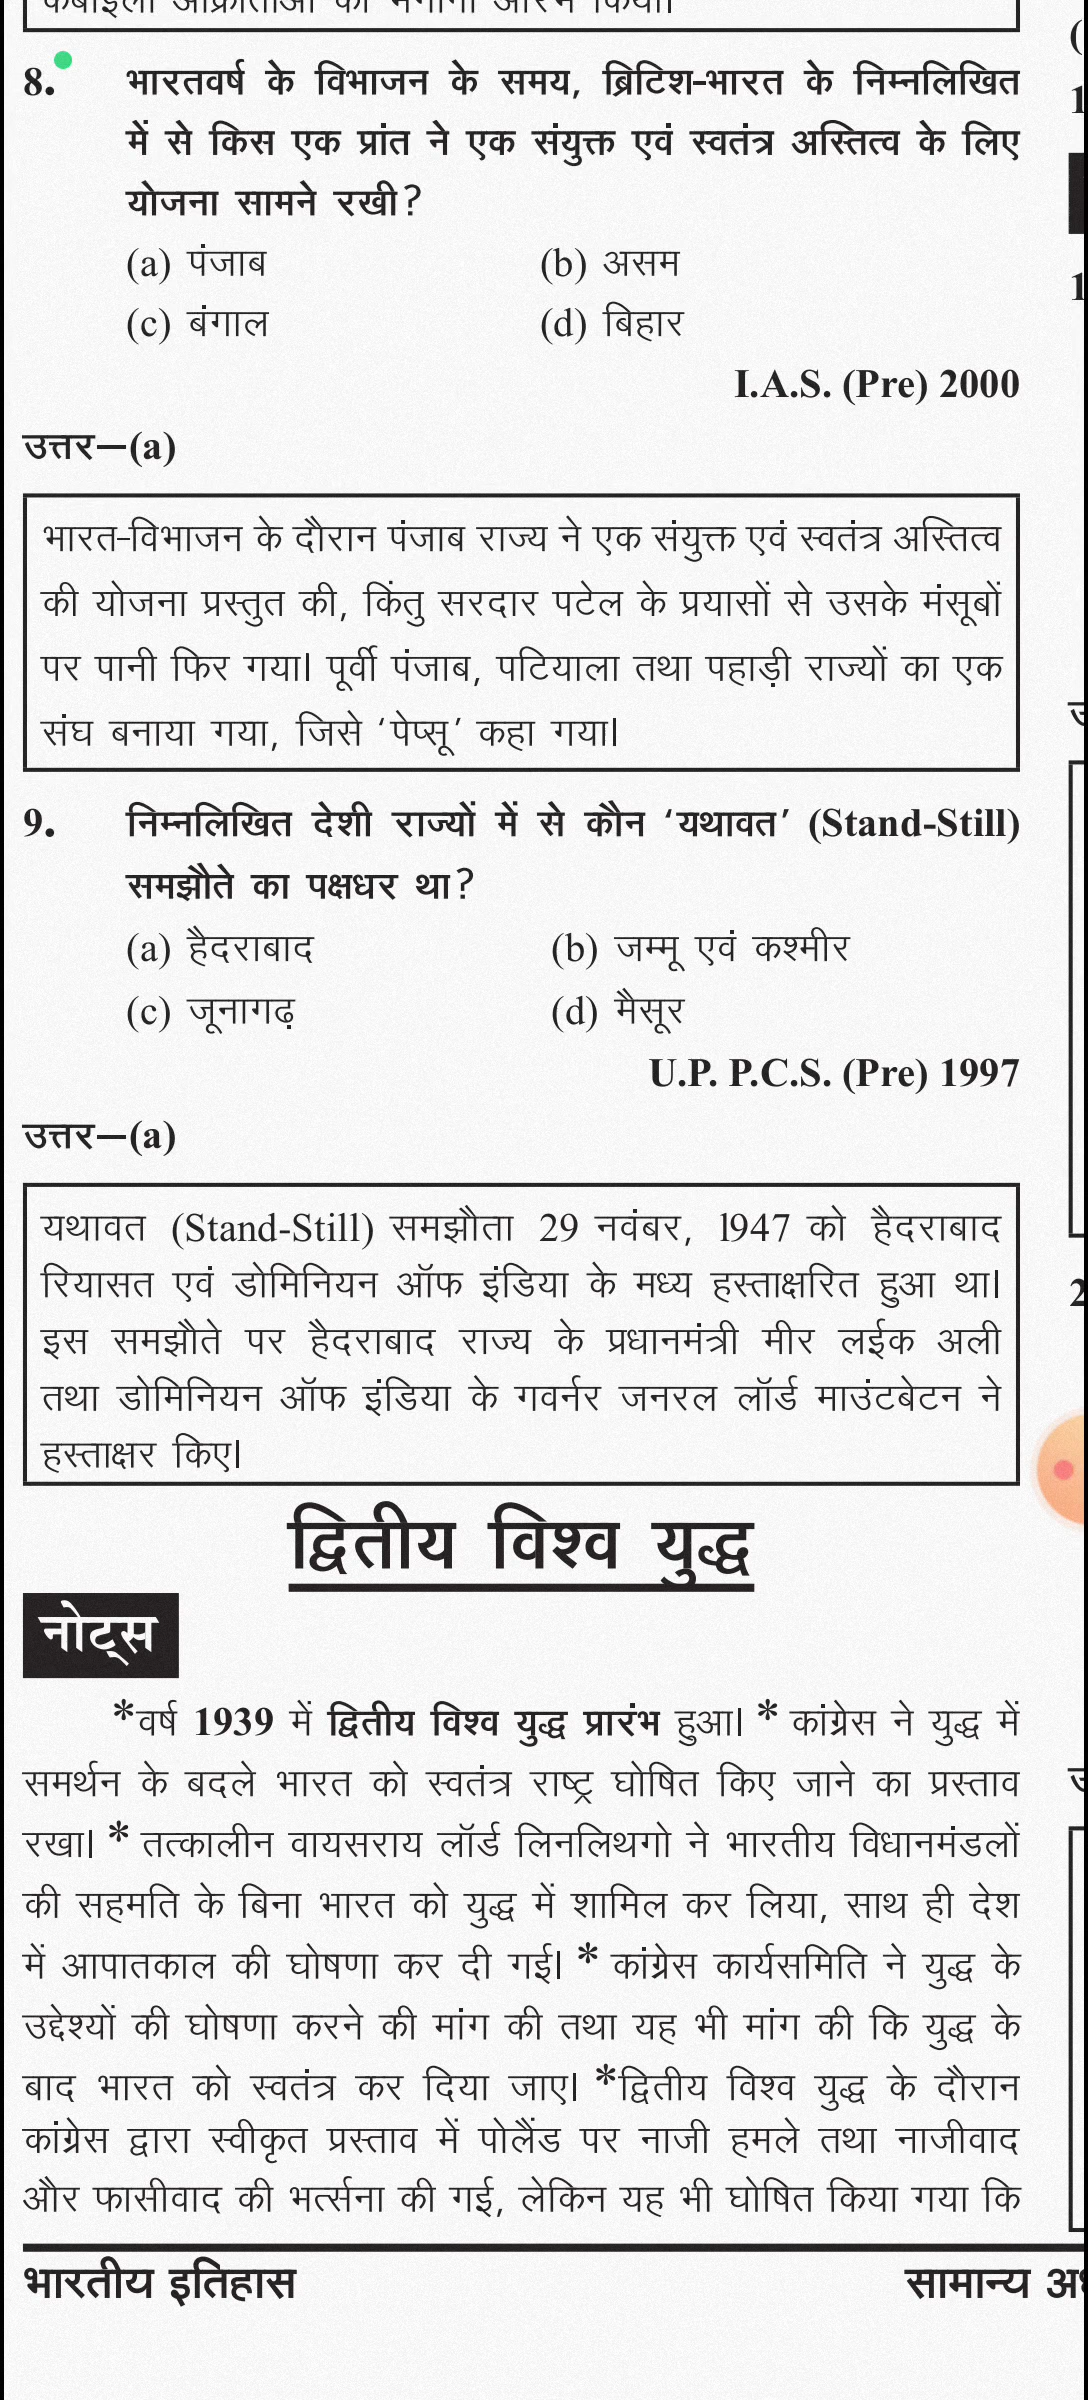 8. भारतवर्ष के विभाजन के समय, ब्रिटिश-भारत के निम्नलिखित
में से किस एक प्रांत ने एक संयुक्त एवं स्वतंत्र अस्तित्व के लिए
योजना सामने रखी?
(a) पंजाब (b) असम
(c) बंगाल (d) बिहार
I.A.S. (Pre) 2000
उत्तर—(a)
भारत-विभाजन के दौरान पंजाब राज्य ने एक संयुक्त एवं स्वतंत्र अस्तित्व
की योजना प्रस्तुत की, किंतु सरदार पटेल के प्रयासों से उसके मंसूबों
पर पानी फिर गया। पूर्वी पंजाब, पटियाला तथा पहाड़ी राज्यों का एक
संघ बनाया गया, जिसे ‘पेप्सू’ कहा गया।
9. निम्नलिखित देशी राज्यों में से कौन ‘यथावत’ (Stand-Still)
समझौते का पक्षधर था?
(a) हैदराबाद (b) जम्मू एवं कश्मीर
(c) जूनागढ़ (d) मैसूर
U.P. P.C.S. (Pre) 1997
उत्तर—(a)
यथावत (Stand-Still) समझौता 29 नवंबर, 1947 को हैदराबाद
रियासत एवं डोमिनियन ऑफ इंडिया के मध्य हस्ताक्षरित हुआ था।
इस समझौते पर हैदराबाद राज्य के प्रधानमंत्री मीर लईक अली
तथा डोमिनियन ऑफ इंडिया के गवर्नर जनरल लॉर्ड माउंटबेटन ने
हस्ताक्षर किए।
द्वितीय विश्व युद्ध
नोट्स
*वर्ष 1939 में द्वितीय विश्व युद्ध प्रारंभ हुआ। * कांग्रेस ने युद्ध में
समर्थन के बदले भारत को स्वतंत्र राष्ट्र घोषित किए जाने का प्रस्ताव
रखा। * तत्कालीन वायसराय लॉर्ड लिनलिथगो ने भारतीय विधानमंडलों
की सहमति के बिना भारत को युद्ध में शामिल कर लिया, साथ ही देश
में आपातकाल की घोषणा कर दी गई। * कांग्रेस कार्यसमिति ने युद्ध के
उद्देश्यों की घोषणा करने की मांग की तथा यह भी मांग की कि युद्ध के
बाद भारत को स्वतंत्र कर दिया जाए। *द्वितीय विश्व युद्ध के दौरान
कांग्रेस द्वारा स्वीकृत प्रस्ताव में पोलैंड पर नाजी हमले तथा नाजीवाद
और फासीवाद की भर्त्सना की गई, लेकिन यह भी घोषित किया गया कि
भारतीय इतिहास सामान्य